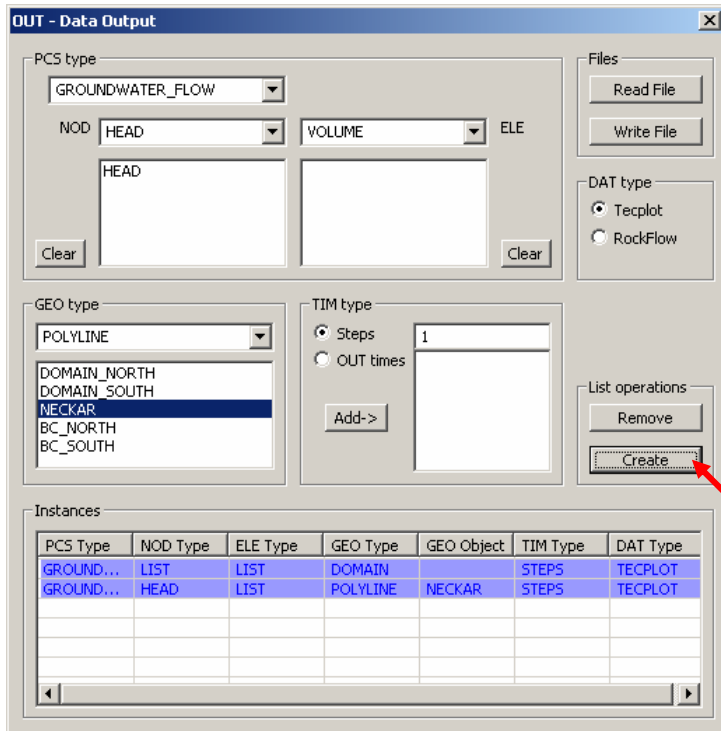 OUT - Data Output
PCS type
GROUNDWATER_FLOW
NOD HEAD VOLUME ELE
HEAD
Clear Clear
Files
Read File
Write File
DAT type
Tecplot
RockFlow
GEO type
POLYLINE
DOMAIN_NORTH
DOMAIN_SOUTH
NECKAR
BC_NORTH
BC_SOUTH
TIM type
Steps 1
OUT times
Add->
List operations
Remove
Create
Instances
PCS Type NOD Type ELE Type GEO Type GEO Object TIM Type DAT Type
GROUND... LIST LIST DOMAIN STEPS TECPLOT
GROUND... HEAD LIST POLYLINE NECKAR STEPS TECPLOT